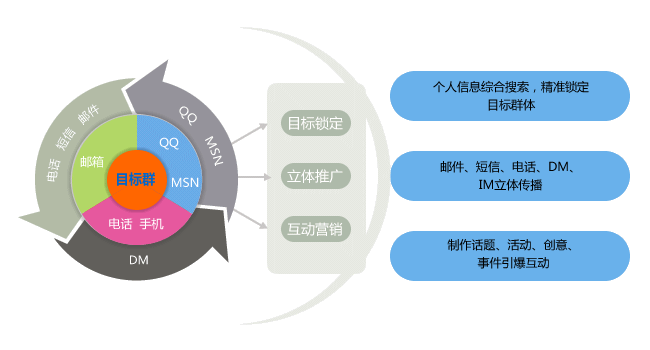 电话 短信 邮件
QQ
MSN
DM
邮箱
QQ
MSN
电话 手机
目标群
目标锁定
立体推广
互动营销
个人信息综合搜索，精准锁定
目标群体
邮件、短信、电话、DM、
IM立体传播
制作话题、活动、创意、
事件引爆互动